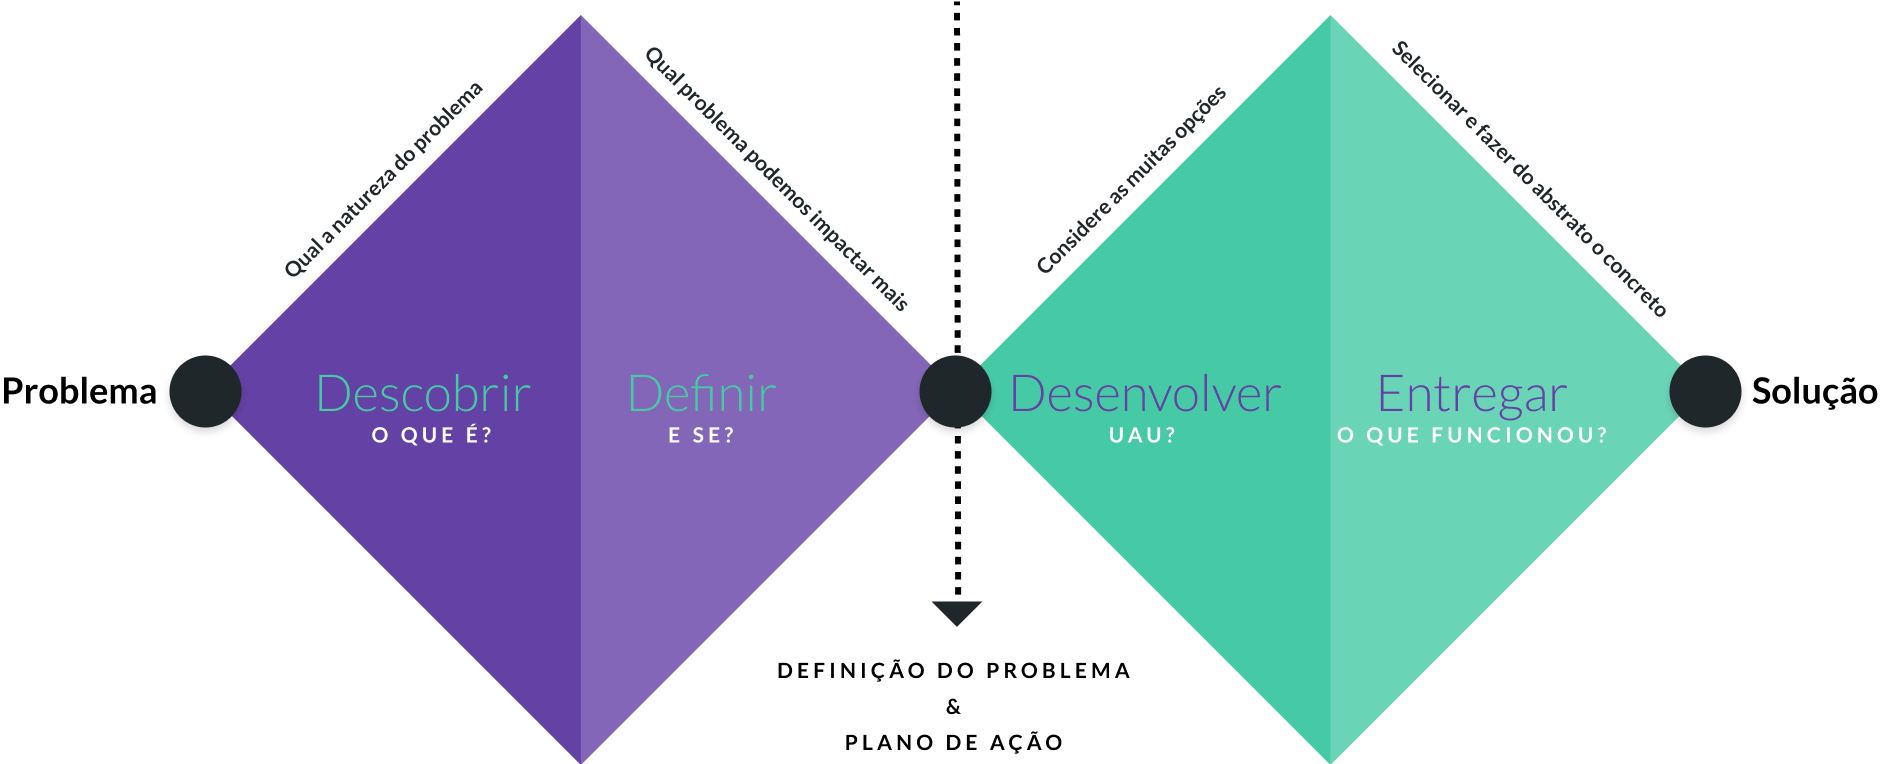 Qual a natureza do problema
Qual problema podemos impactar mais
Considere as muitas opções
Selecionar e fazer do abstrato o concreto
Problema
Descobrir
O QUE É?
Definir
E SE?
Desenvolver
UAU?
Entregar
O QUE FUNCIONOU?
Solução
DEFINIÇÃO DO PROBLEMA
&
PLANO DE AÇÃO